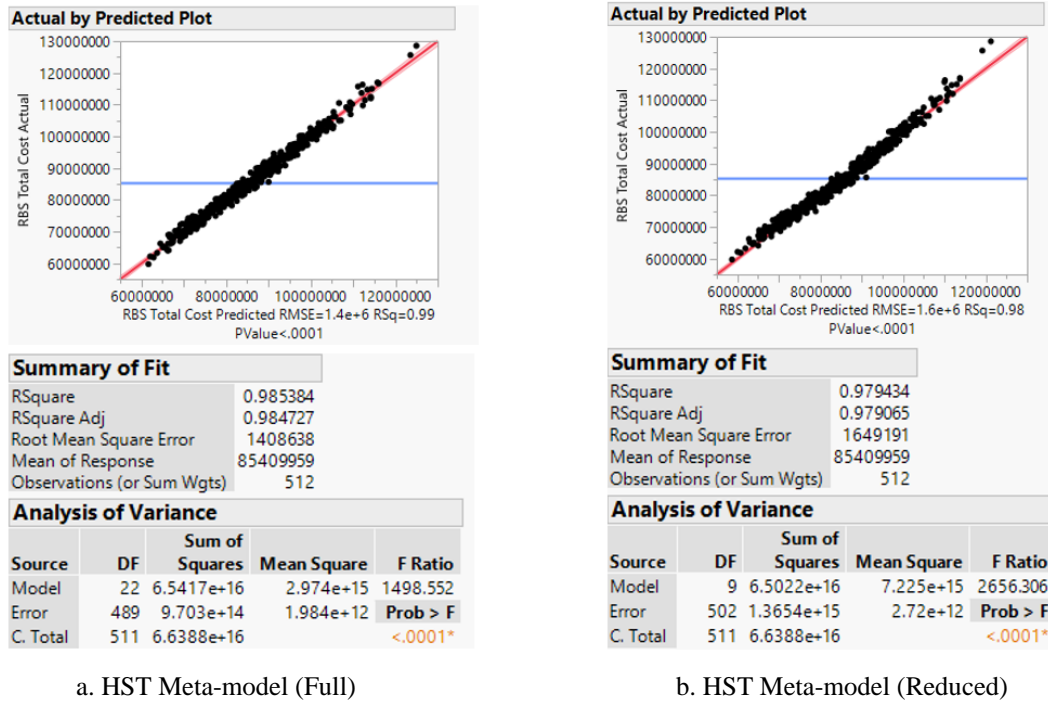 Actual by Predicted Plot
130000000
120000000
110000000
100000000
90000000
80000000
70000000
60000000
RBS Total Cost Actual
60000000 80000000 100000000 120000000
RBS Total Cost Predicted RMSE=1.4e+6 RSq=0.99
PValue<.0001
Summary of Fit
RSquare 0.985384
RSquare Adj 0.984727
Root Mean Square Error 1408638
Mean of Response 85409959
Observations (or Sum Wgts) 512
Analysis of Variance
Sum of
Source DF Squares Mean Square F Ratio
Model 22 6.5417e+16 2.974e+15 1498.552
Error 489 9.703e+14 1.984e+12 Prob > F
C. Total 511 6.6388e+16 <.0001*
a. HST Meta-model (Full)
Actual by Predicted Plot
130000000
120000000
110000000
100000000
90000000
80000000
70000000
60000000
RBS Total Cost Actual
60000000 80000000 100000000 120000000
RBS Total Cost Predicted RMSE=1.6e+6 RSq=0.98
PValue<.0001
Summary of Fit
RSquare 0.979434
RSquare Adj 0.979065
Root Mean Square Error 1649191
Mean of Response 85409959
Observations (or Sum Wgts) 512
Analysis of Variance
Sum of
Source DF Squares Mean Square F Ratio
Model 9 6.5022e+16 7.225e+15 2656.306
Error 502 1.3654e+15 2.72e+12 Prob > F
C. Total 511 6.6388e+16 <.0001*
b. HST Meta-model (Reduced)